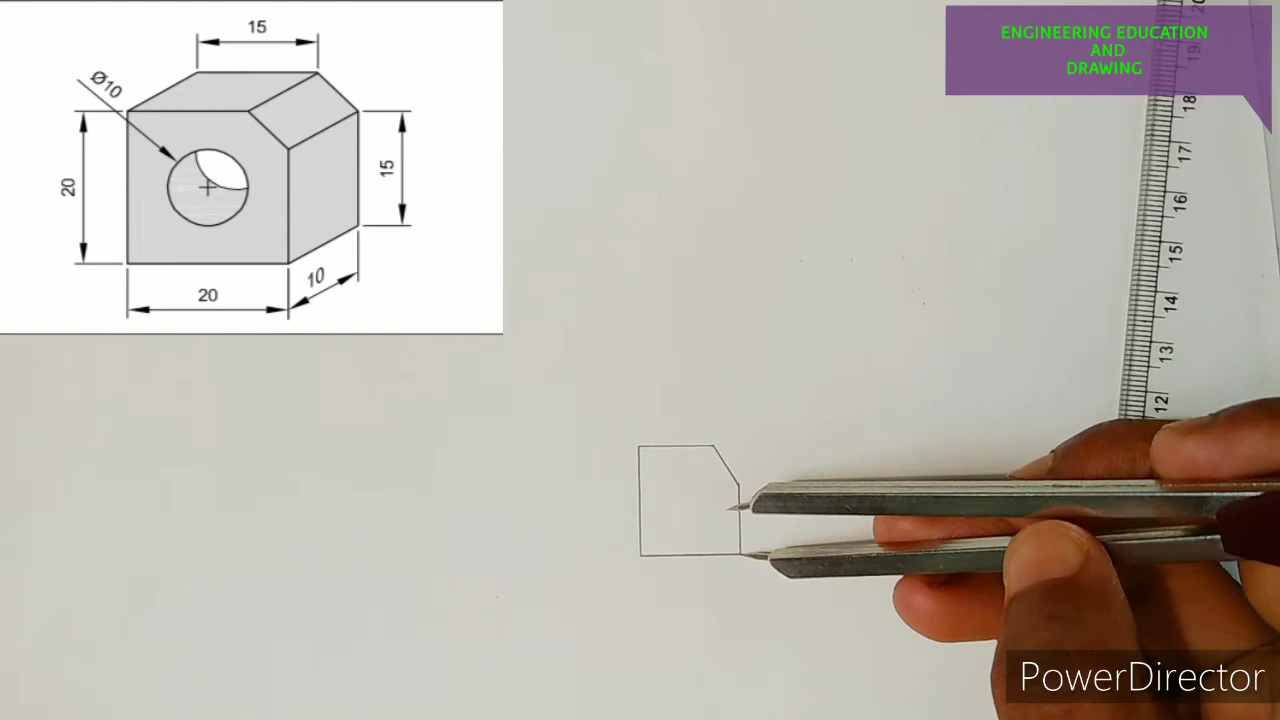 15
Ø10
20
15
10
20
ENGINEERING EDUCATION
AND
DRAWING
20
19
18
17
16
15
14
13
12
PowerDirector